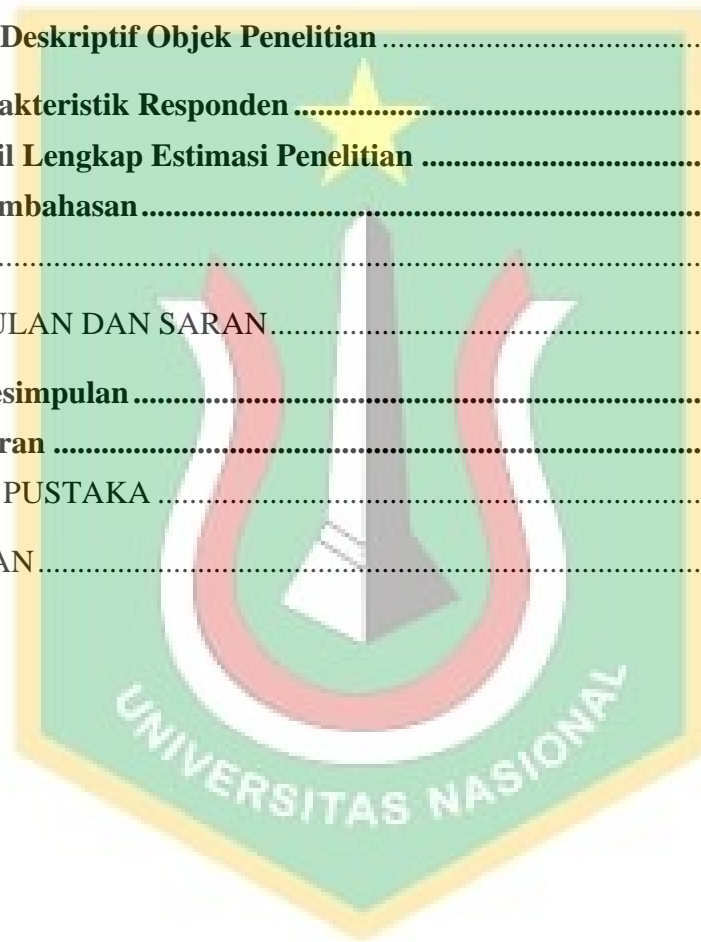 Deskriptif Objek Penelitian.......................................
akteristik Responden..................................................
il Lengkap Estimasi Penelitian..................................
mbahasan.....................................................................
.......................................................................................
ULAN DAN SARAN.....................................................
esimpulan.....................................................................
ran................................................................................
PUSTAKA...................................................................
AN................................................................................
UNIVERSITAS NASIONAL